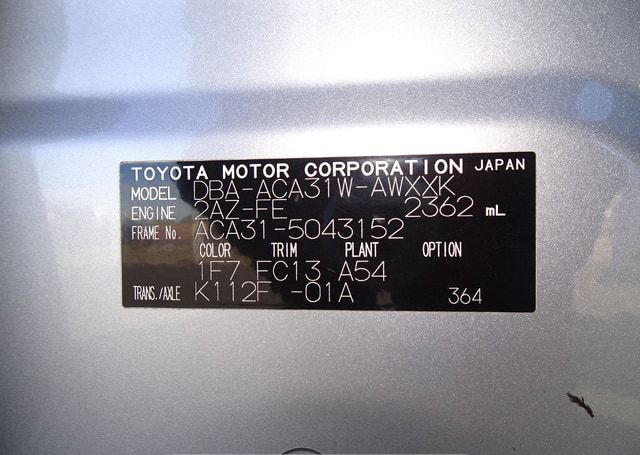 TOYOTA MOTOR CORPORATION JAPAN
MODEL DBA-ACA31W-AWXXK
ENGINE 2AZ-FE 2362 mL
FRAME No. ACA31-5043152
COLOR TRIM PLANT OPTION
1F7 FC13 A54
TRANS./AXLE K112F -01A 364